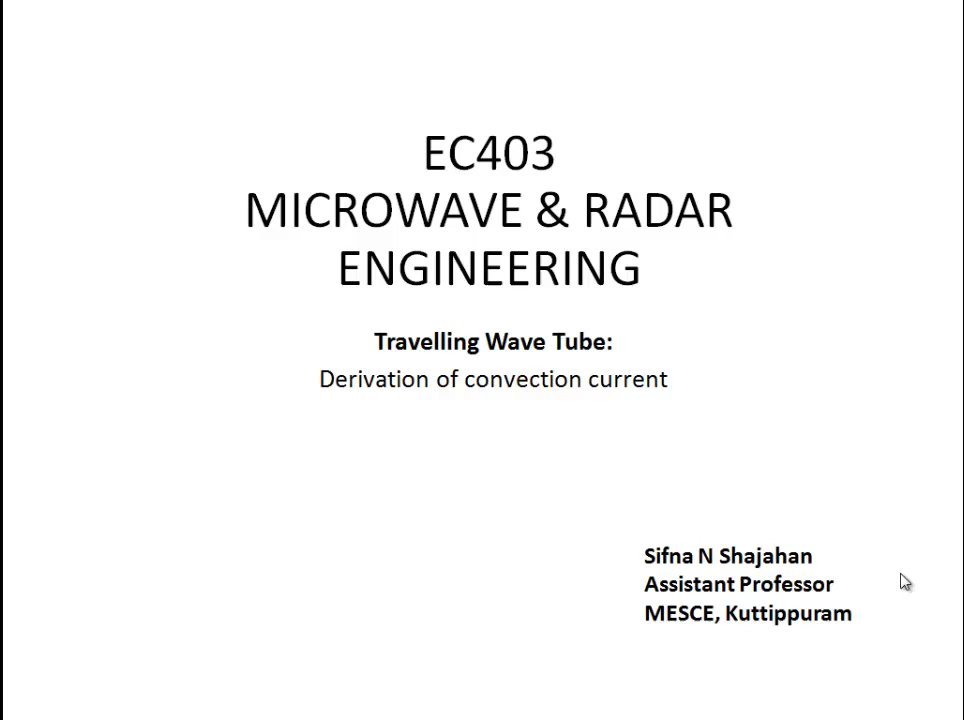 EC403
MICROWAVE & RADAR
ENGINEERING
Travelling Wave Tube:
Derivation of convection current
Sifna N Shajahan
Assistant Professor
MESCE, Kuttippuram